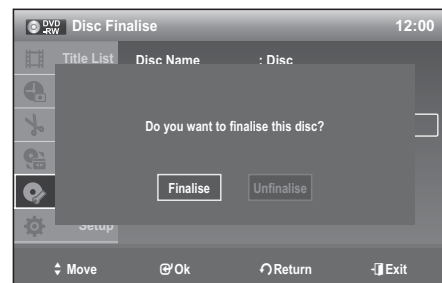 DVD-RW Disc Finalise 12:00
Title List Disc Name : Disc
Do you want to finalise this disc?
Finalise Unfinalise
Setup
Move Ok Return Exit